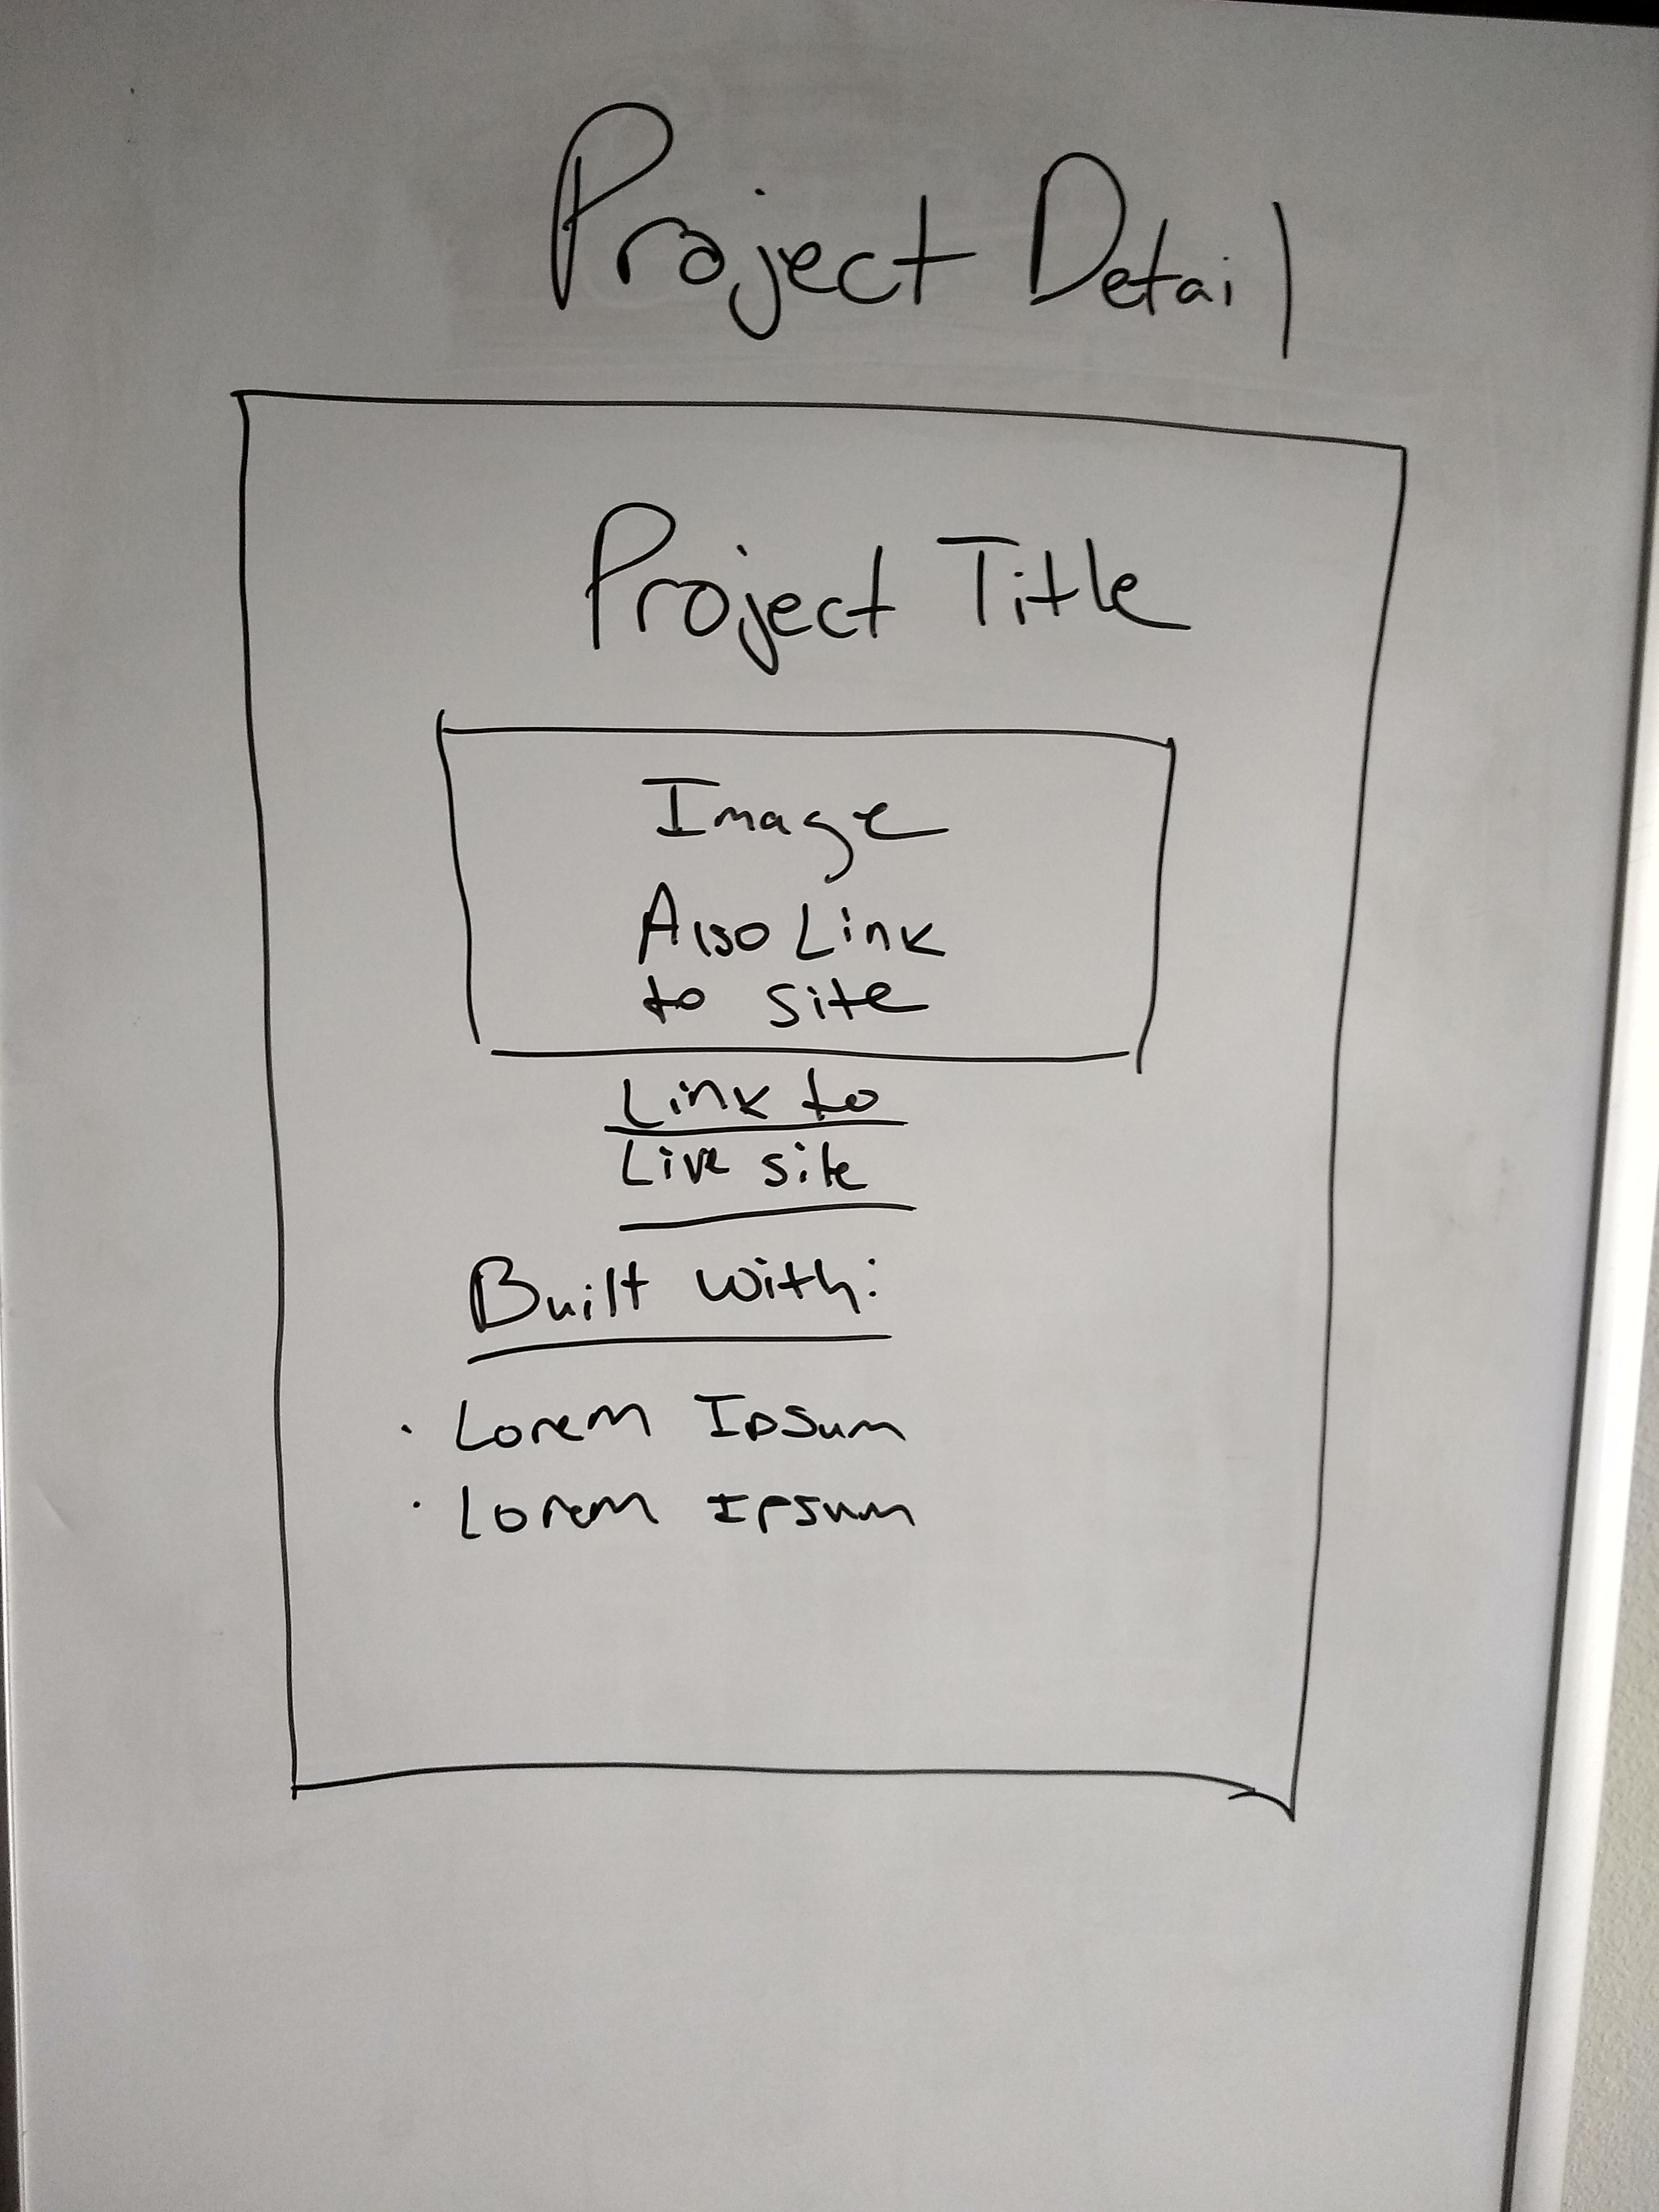 Project Detail
Project Title
Image
Also Link
to site
Link to
Live site
Built with:
· Lorem Ipsum
· Lorem Ipsum